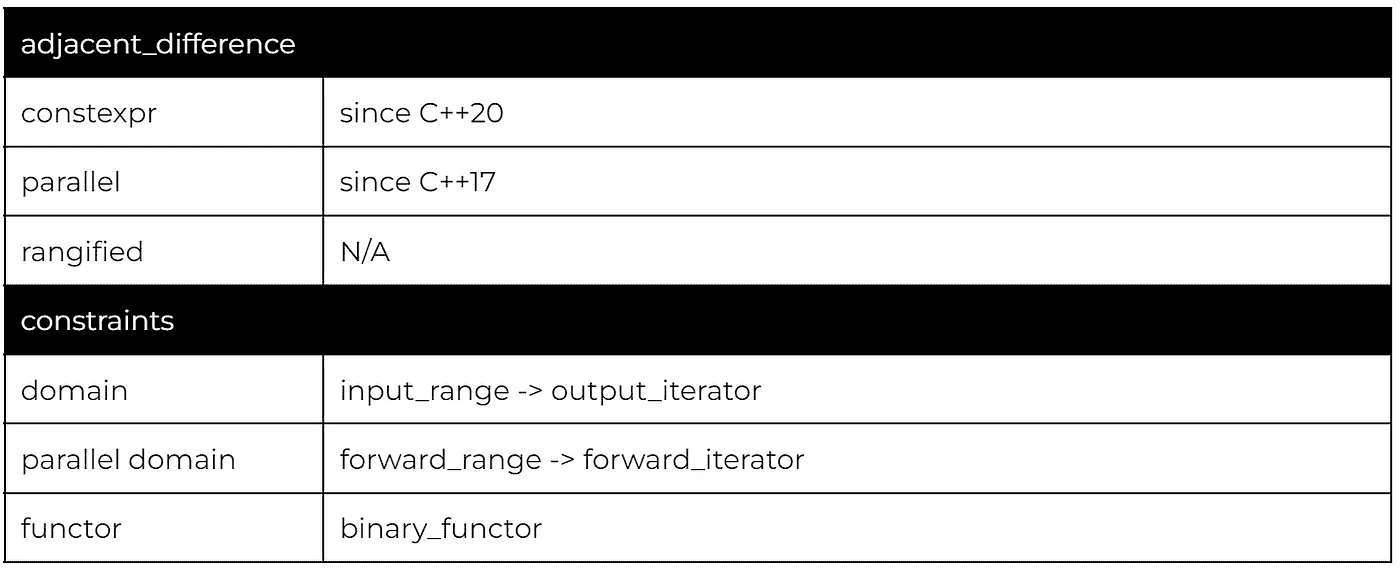 adjacent_difference
constexpr since C++20
parallel since C++17
rangified N/A
constraints
domain input_range -> output_iterator
parallel domain forward_range -> forward_iterator
functor binary_functor